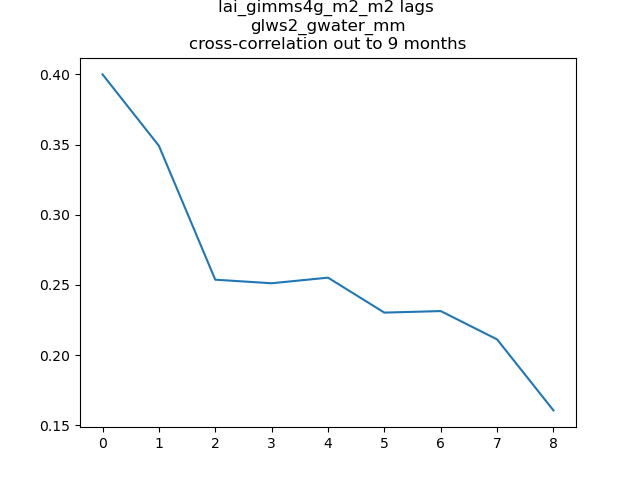 lai_gimms4g_m2_m2 lags
glws2_gwater_mm
cross-correlation out to 9 months
0.40
0.35
0.30
0.25
0.20
0.15
0 1 2 3 4 5 6 7 8